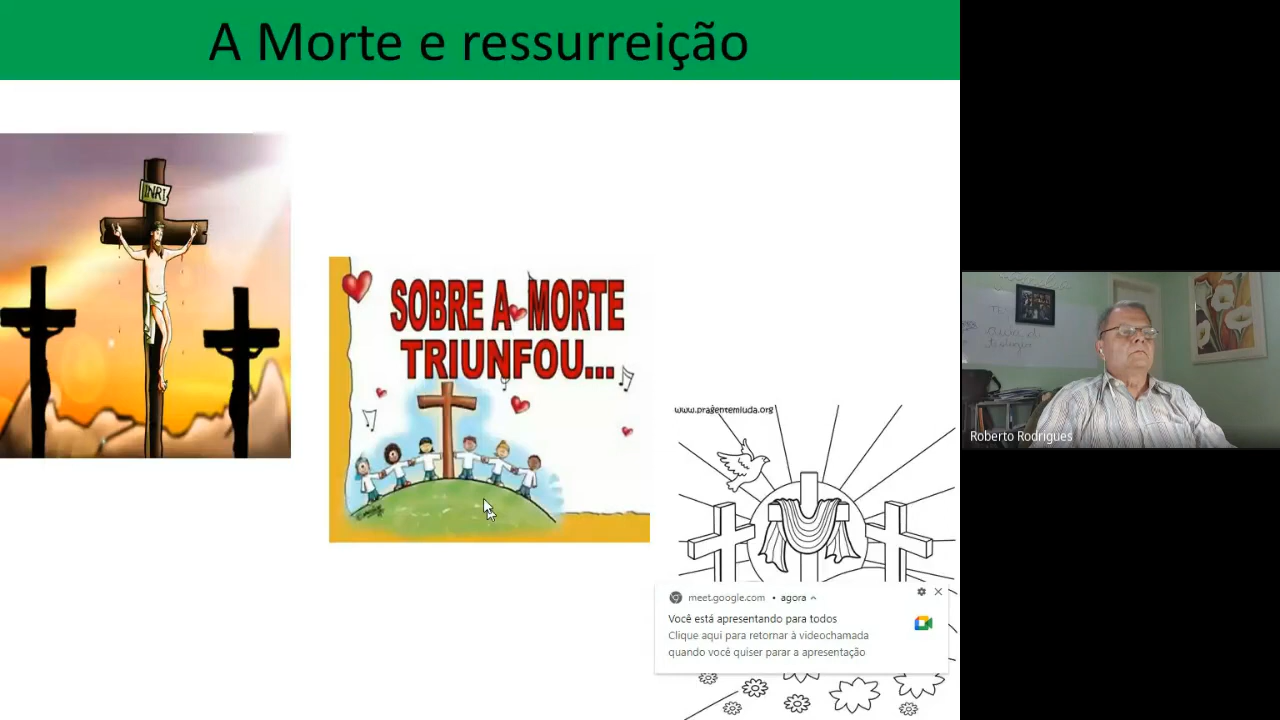 A Morte e ressurreição
INRI
SOBRE A MORTE
TRIUNFOU...
www.pragentemiuda.org
meet.google.com • agora
Você está apresentando para todos
Clique aqui para retornar à videochamada
quando você quiser parar a apresentação
Roberto Rodrigues